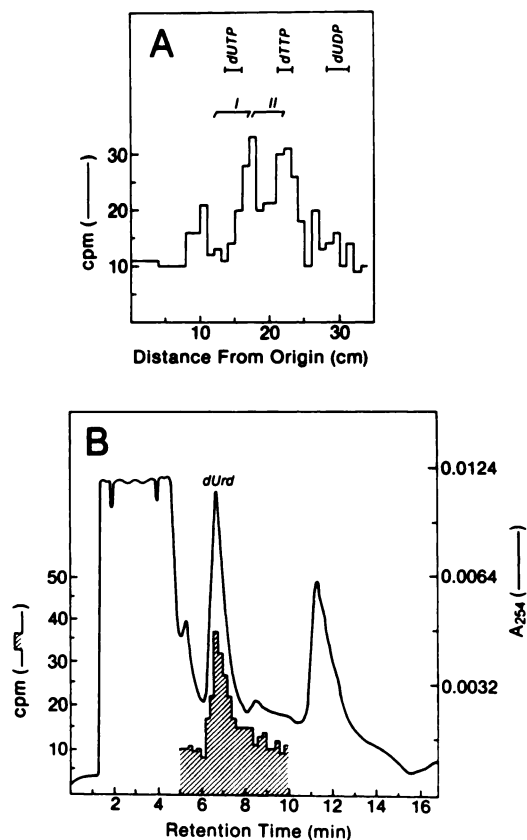 A
dUTP
dTTP
dUDP
I
II
cpm (——)
30
20
10
10
20
30
Distance From Origin (cm)
B
dUrd
50
40
30
20
10
cpm ( )
0.0124
0.0064
0.0032
A254 (——)
2
4
6
8
10
12
14
16
Retention Time (min)